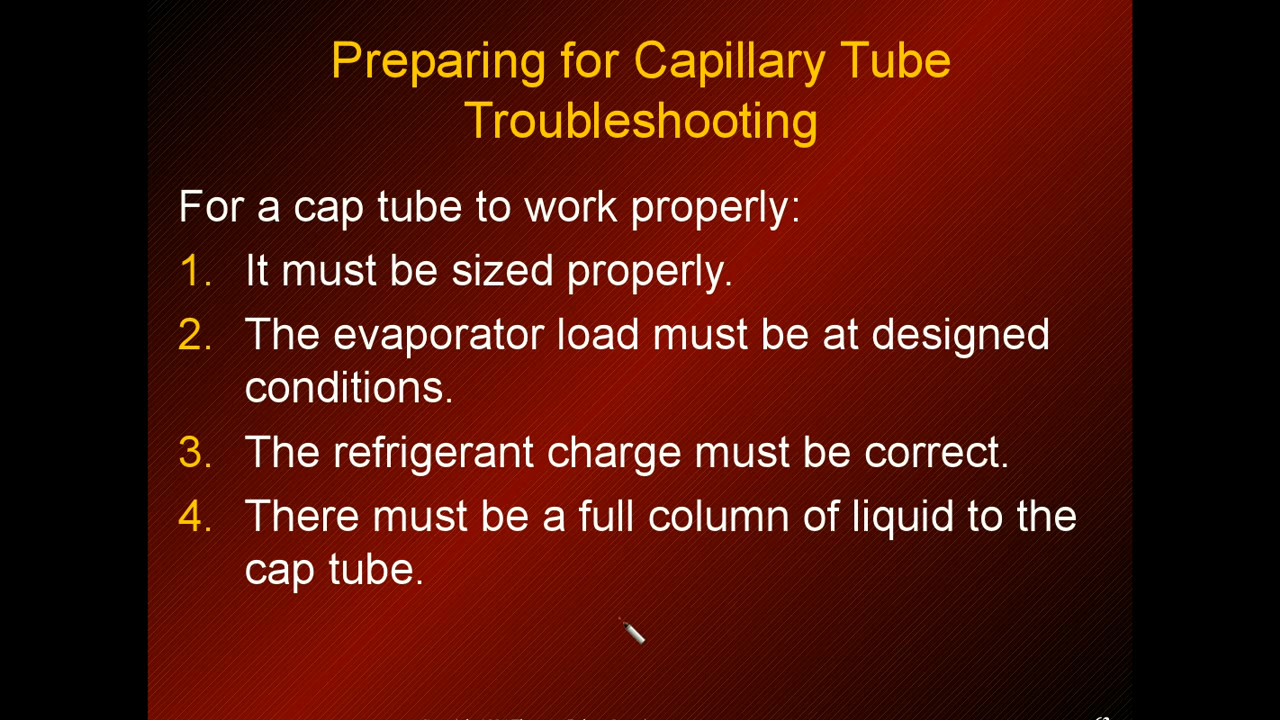 Preparing for Capillary Tube
Troubleshooting
For a cap tube to work properly:
1. It must be sized properly.
2. The evaporator load must be at designed
conditions.
3. The refrigerant charge must be correct.
4. There must be a full column of liquid to the
cap tube.